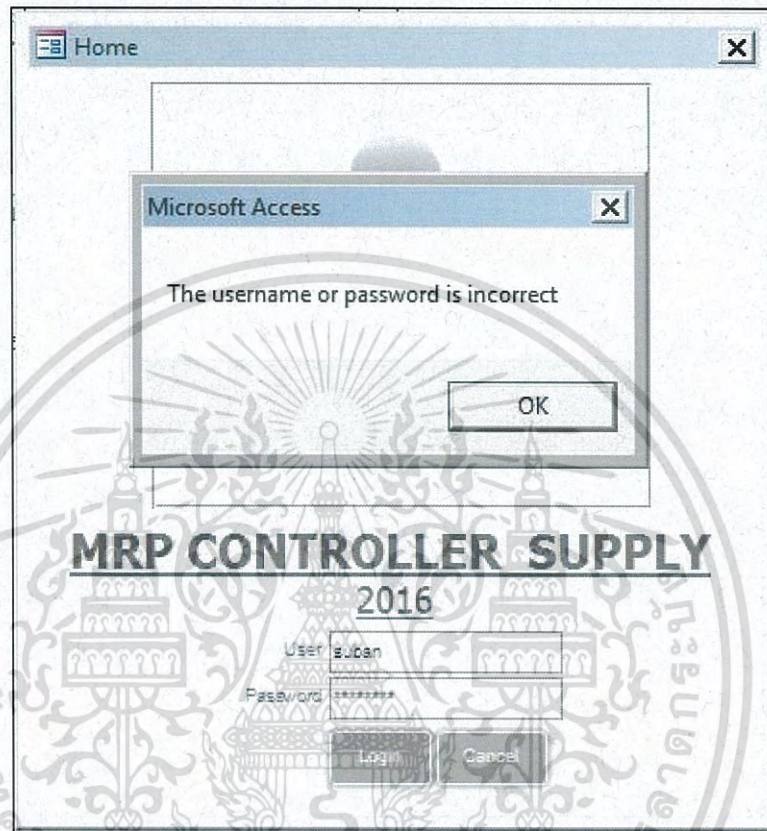 Home
Microsoft Access
The username or password is incorrect
OK
MRP CONTROLLER SUPPLY
2016
User suban
Password ********
Login Cancel